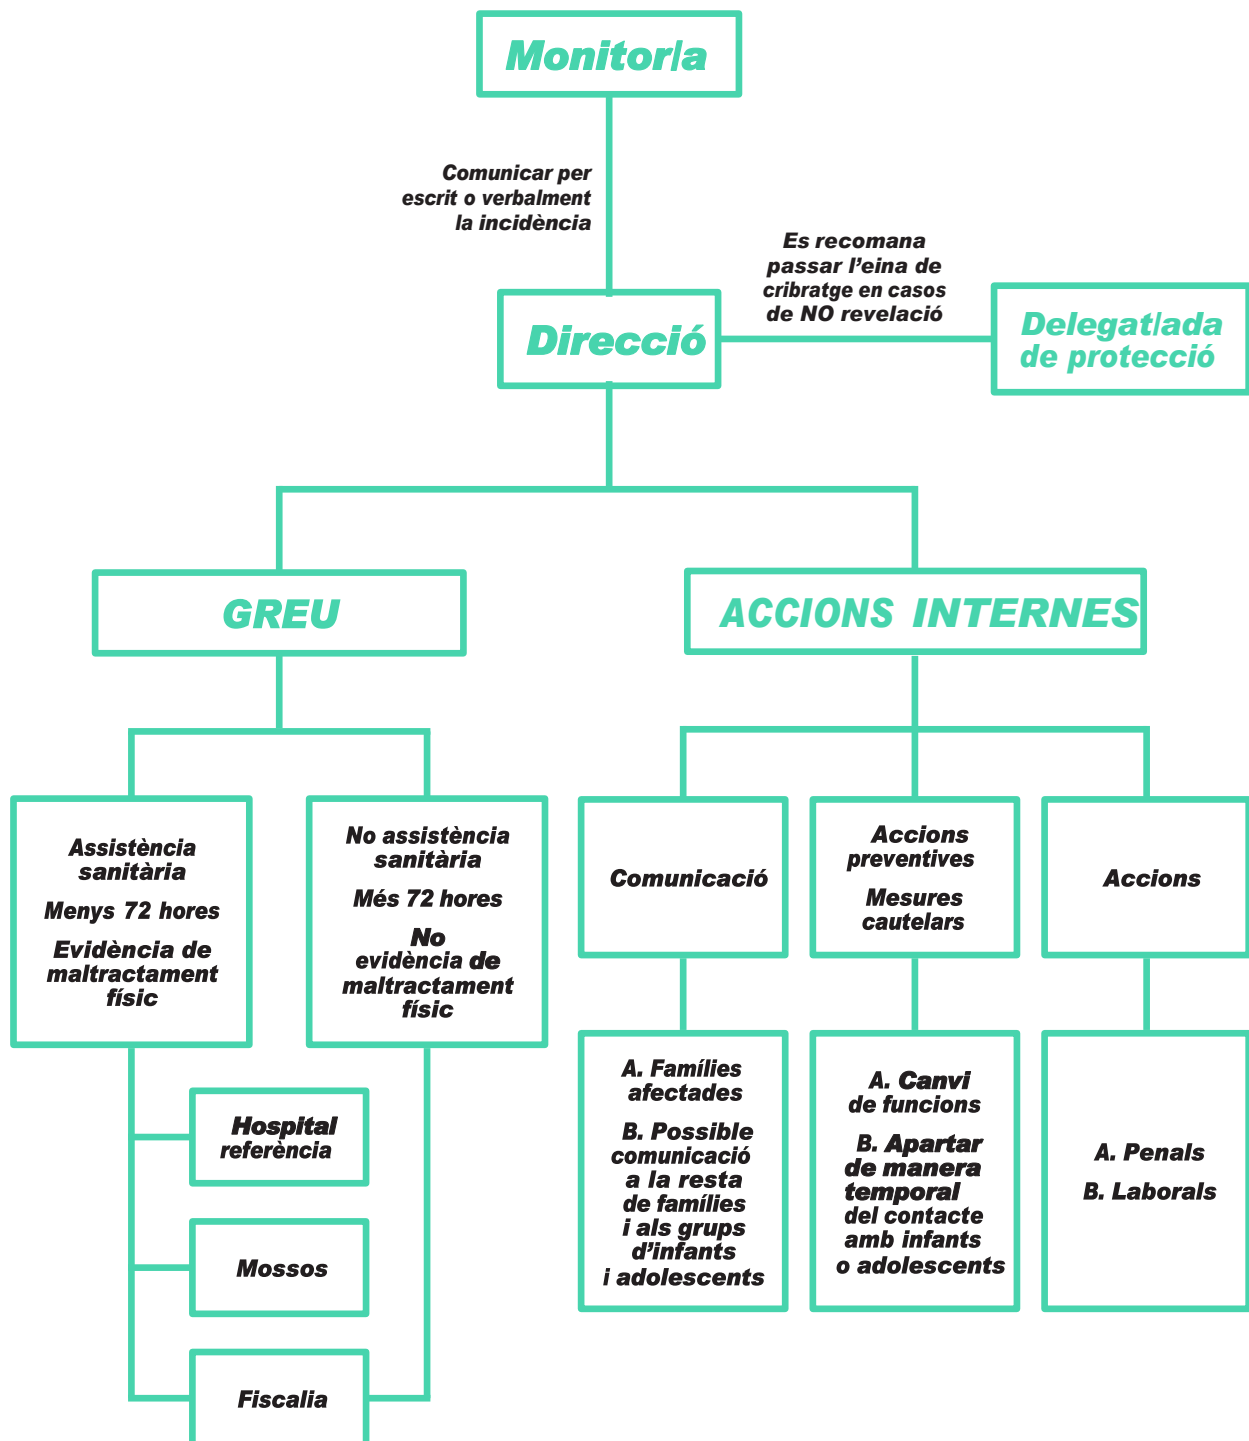 Monitor/a
Comunicar per
escrit o verbalment
la incidència
Es recomana
passar l'eina de
cribratge en casos
de NO revelació
Direcció
Delegat/ada
de protecció
GREU
ACCIONS INTERNES
Assistència
sanitària
Menys 72 hores
Evidència de
maltractament
físic
No assistència
sanitària
Més 72 hores
No
evidència de
maltractament
físic
Comunicació
Accions
preventives
Mesures
cautelars
Accions
Hospital
referència
Mossos
Fiscalia
A. Famílies
afectades
B. Possible
comunicació
a la resta
de famílies
i als grups
d'infants
i adolescents
A. Canvi
de funcions
B. Apartar
de manera
temporal
del contacte
amb infants
o adolescents
A. Penals
B. Laborals